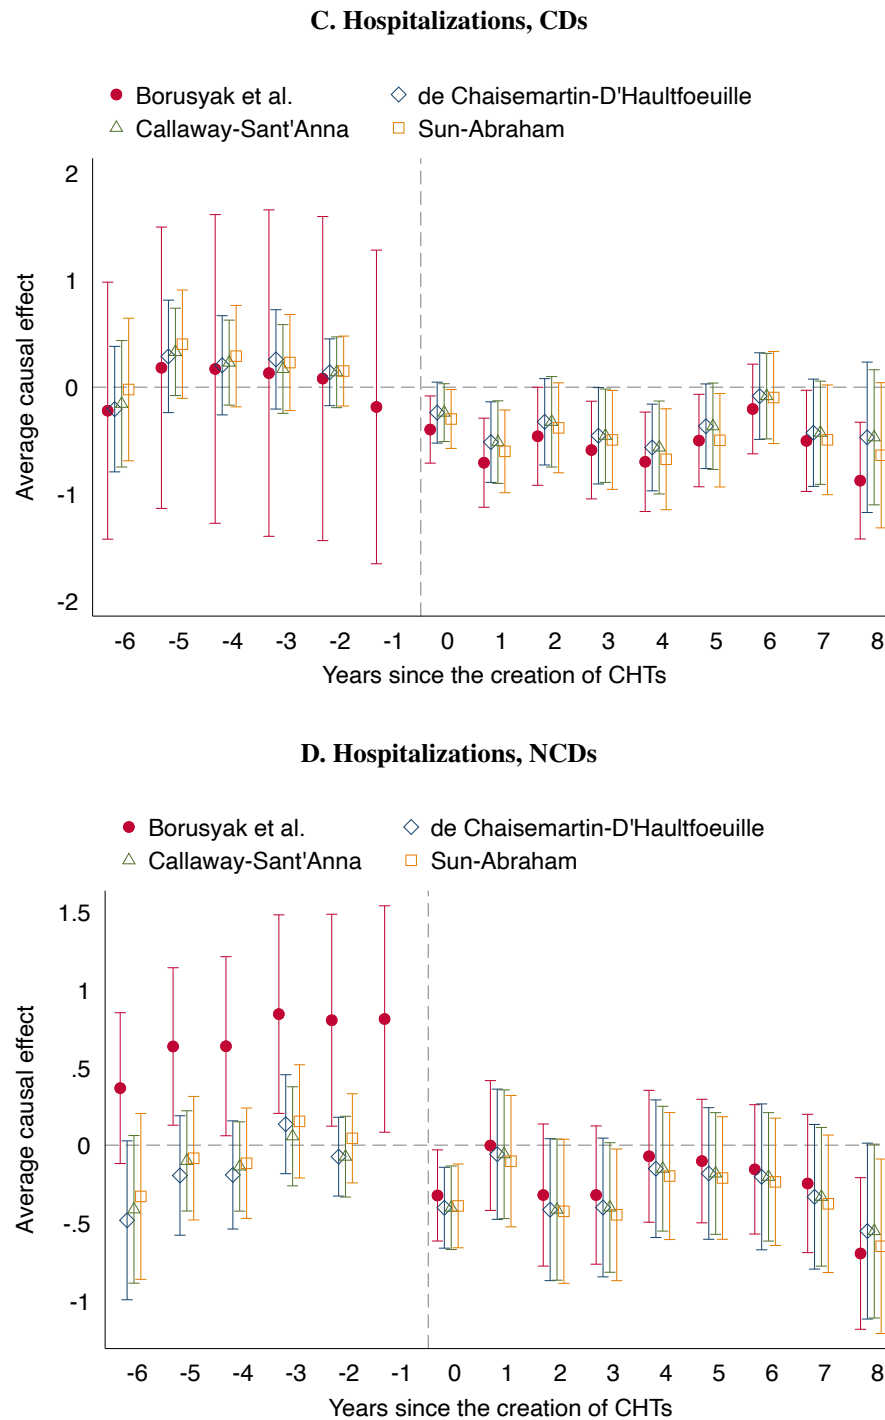 C. Hospitalizations, CDs
Borusyak et al.
de Chaisemartin-D'Haultfoeuille
Callaway-Sant'Anna
Sun-Abraham
Average causal effect
2
1
0
-1
-2
-6 -5 -4 -3 -2 -1 0 1 2 3 4 5 6 7 8
Years since the creation of CHTs
D. Hospitalizations, NCDs
Borusyak et al.
de Chaisemartin-D'Haultfoeuille
Callaway-Sant'Anna
Sun-Abraham
Average causal effect
1.5
1
.5
0
-.5
-1
-6 -5 -4 -3 -2 -1 0 1 2 3 4 5 6 7 8
Years since the creation of CHTs